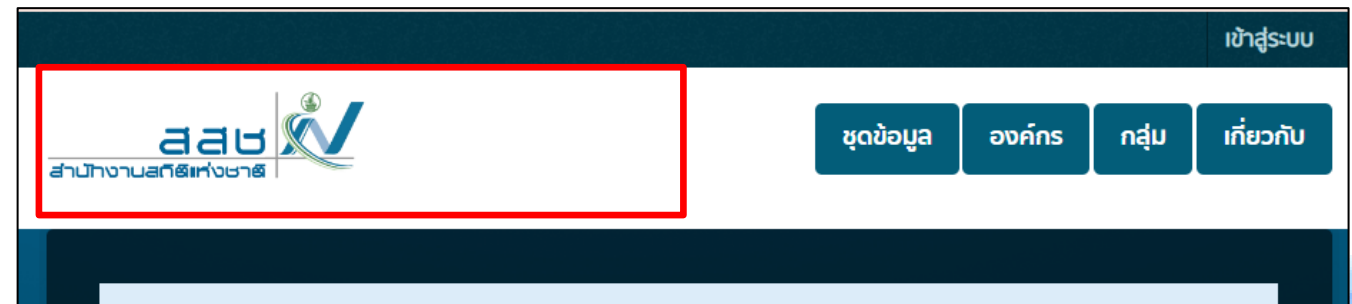 เข้าสู่ระบบ
สสช
สำนักงานสถิติแห่งชาติ
ชุดข้อมูล องค์กร กลุ่ม เกี่ยวกับ